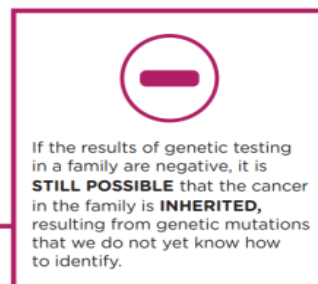 If the results of genetic testing
in a family are negative, it is
STILL POSSIBLE that the cancer
in the family is INHERITED,
resulting from genetic mutations
that we do not yet know how
to identify.